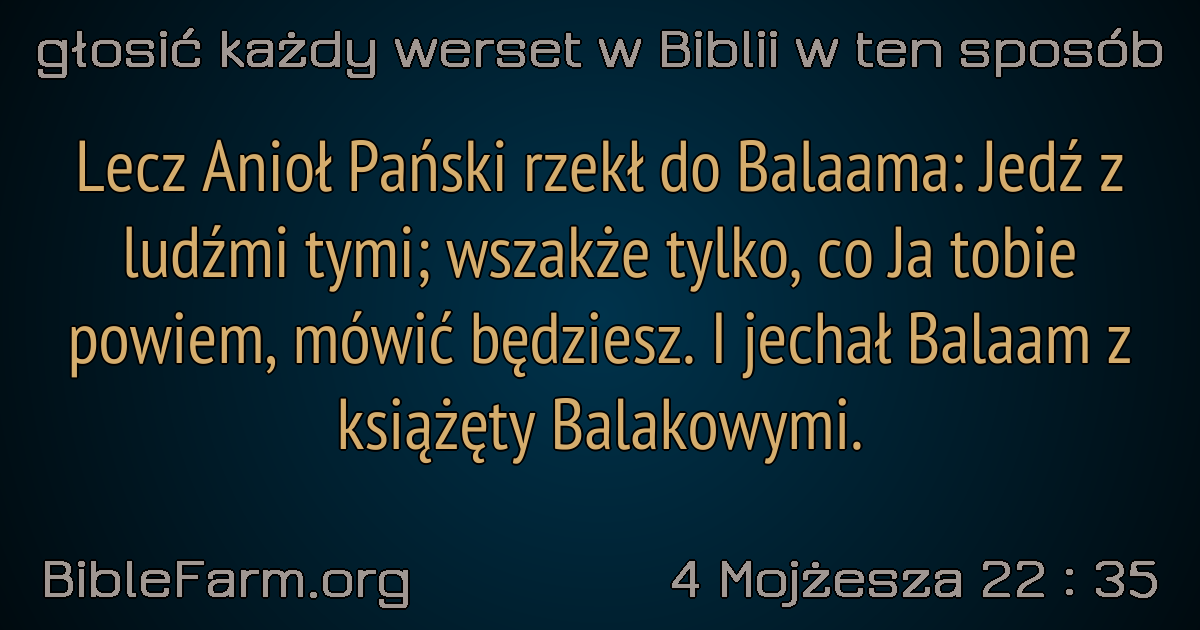 głosić każdy werset w Biblii w ten sposób
Lecz Anioł Pański rzekł do Balaama: Jedź z
ludźmi tymi; wszakże tylko, co Ja tobie
powiem, mówić będziesz. I jechał Balaam z
książęty Balakowymi.
BibleFarm.org
4 Mojżesza 22 : 35